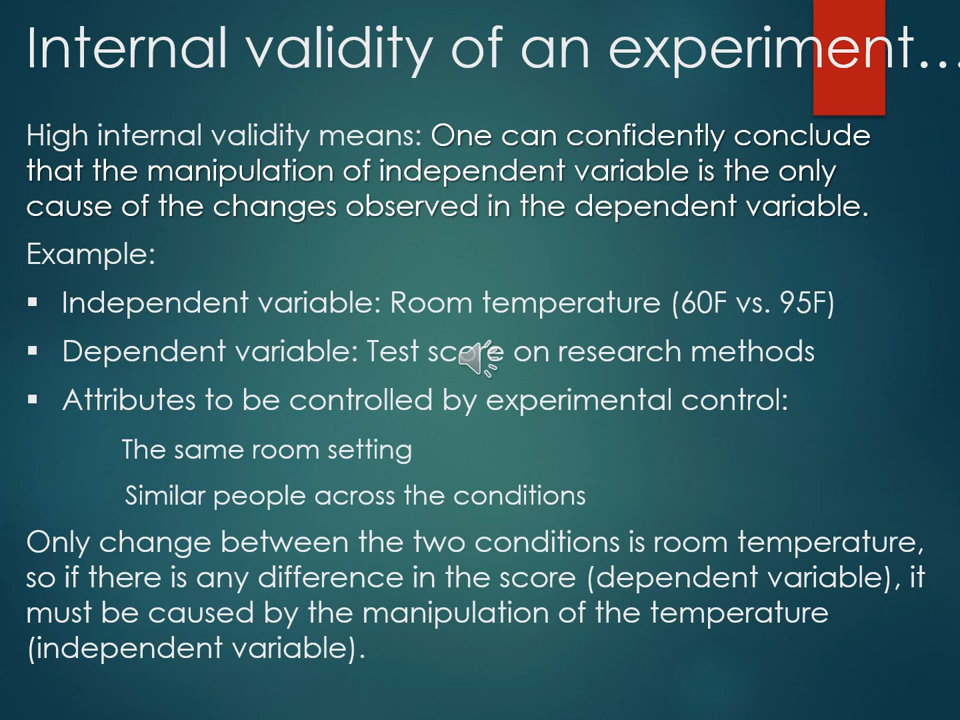 Internal validity of an experiment…
High internal validity means: One can confidently conclude
that the manipulation of independent variable is the only
cause of the changes observed in the dependent variable.
Example:
▪ Independent variable: Room temperature (60F vs. 95F)
▪ Dependent variable: Test score on research methods
▪ Attributes to be controlled by experimental control:
The same room setting
Similar people across the conditions
Only change between the two conditions is room temperature,
so if there is any difference in the score (dependent variable), it
must be caused by the manipulation of the temperature
(independent variable).